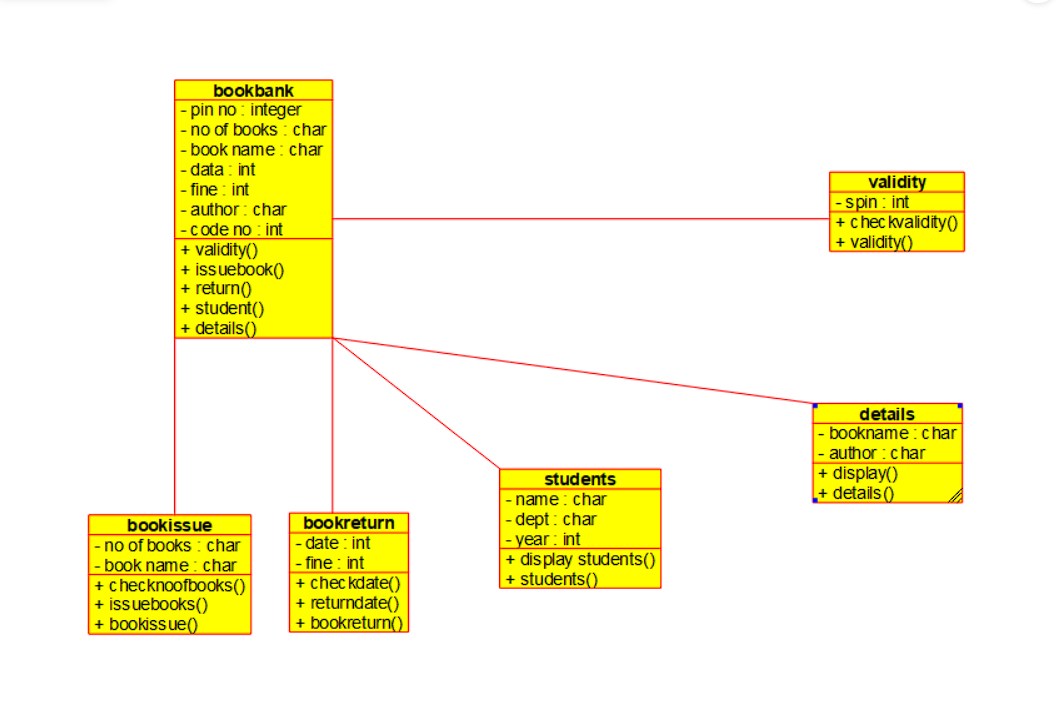 bookbank
- pin no : integer
- no of books : char
- book name : char
- data : int
- fine : int
- author : char
- code no : int
+ validity()
+ issuebook()
+ return()
+ student()
+ details()
validity
- spin : int
+ checkvalidity()
+ validity()
details
- bookname : char
- author : char
+ display()
+ details()
students
- name : char
- dept : char
- year : int
+ display students()
+ students()
bookissue
- no of books : char
- book name : char
+ checknoofbooks()
+ issuebooks()
+ bookissue()
bookreturn
- date : int
- fine : int
+ checkdate()
+ returndate()
+ bookreturn()